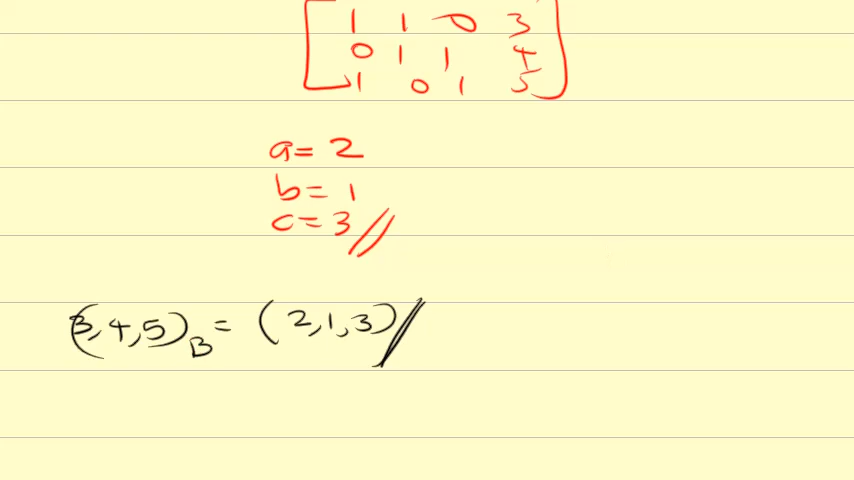 1 1 0 3
0 1 1 4
1 0 1 5
a = 2
b = 1
c = 3 //
(3, 4, 5)B = (2, 1, 3) //